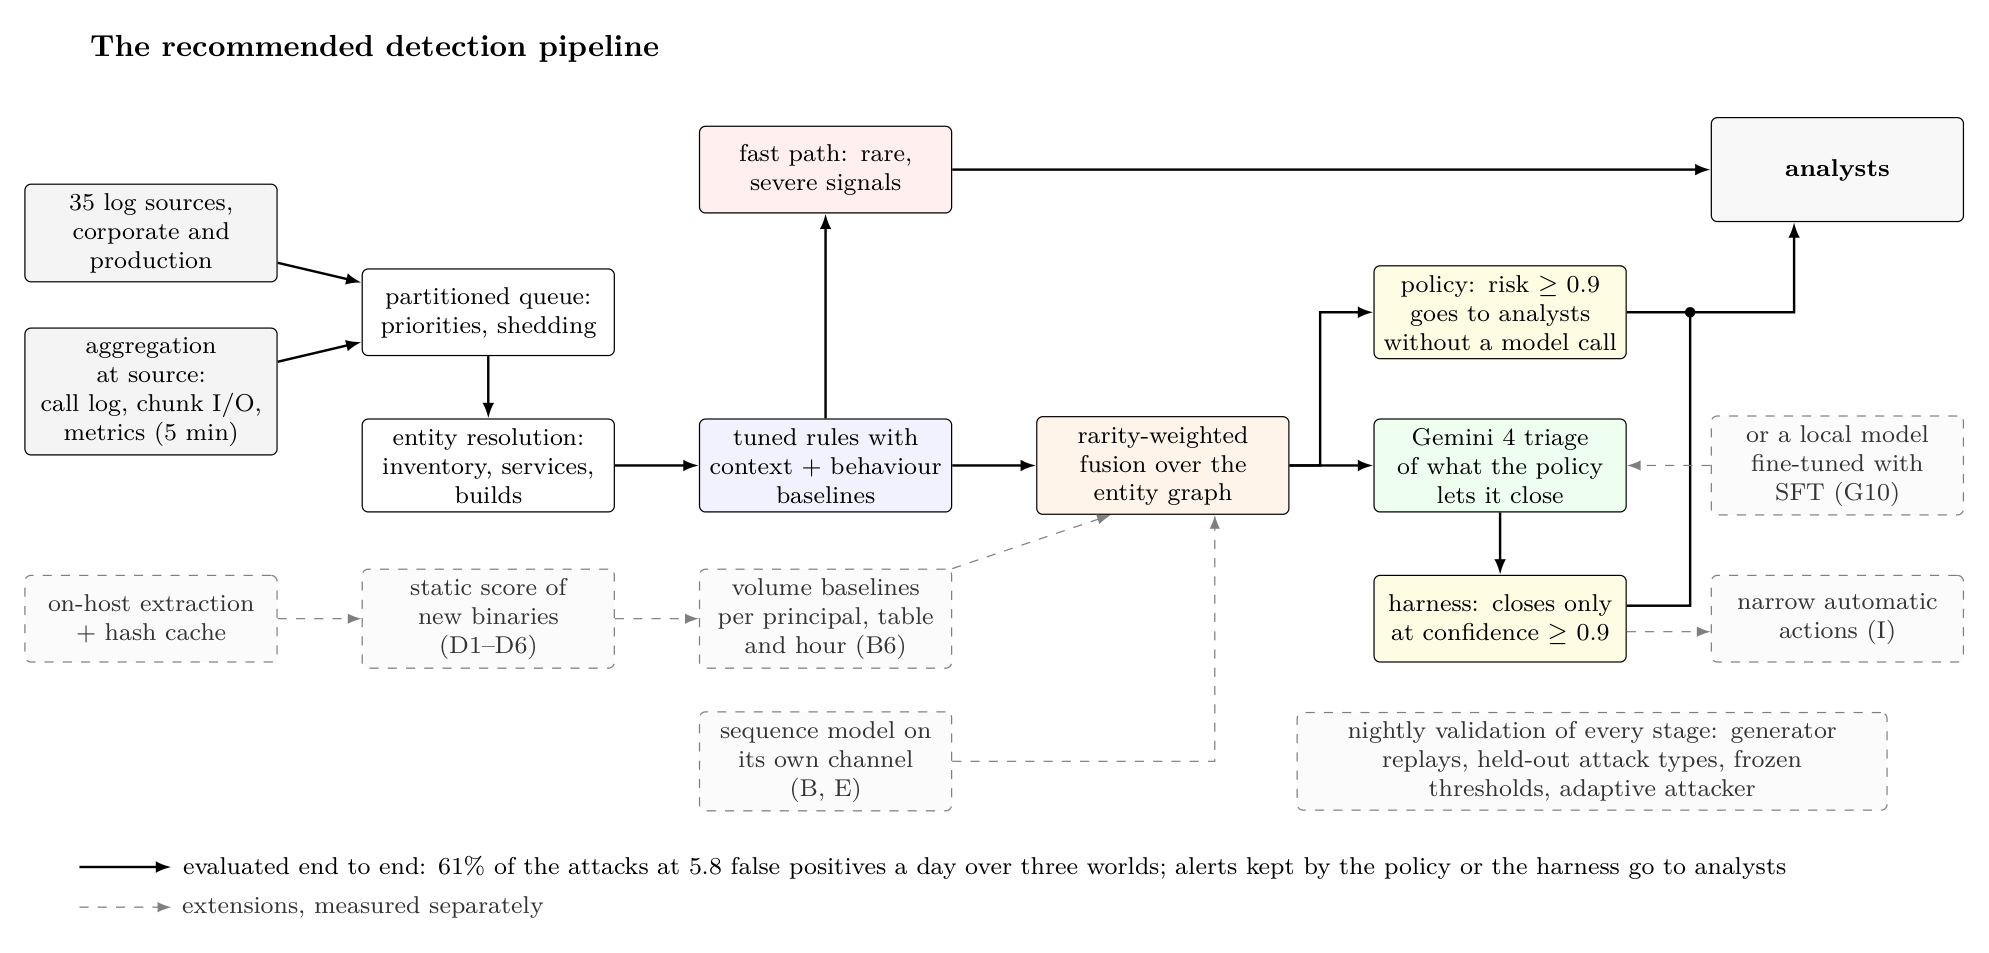 The recommended detection pipeline
fast path: rare,
severe signals
analysts
35 log sources,
corporate and
production
partitioned queue:
priorities, shedding
policy: risk ≥ 0.9
goes to analysts
without a model call
aggregation
at source:
call log, chunk I/O,
metrics (5 min)
entity resolution:
inventory, services,
builds
tuned rules with
context + behaviour
baselines
rarity-weighted
fusion over the
entity graph
Gemini 4 triage
of what the policy
lets it close
or a local model
fine-tuned with
SFT (G10)
on-host extraction
+ hash cache
static score of
new binaries
(D1–D6)
volume baselines
per principal, table
and hour (B6)
harness: closes only
at confidence ≥ 0.9
narrow automatic
actions (I)
sequence model on
its own channel
(B, E)
nightly validation of every stage: generator
replays, held-out attack types, frozen
thresholds, adaptive attacker
evaluated end to end: 61% of the attacks at 5.8 false positives a day over three worlds; alerts kept by the policy or the harness go to analysts
extensions, measured separately